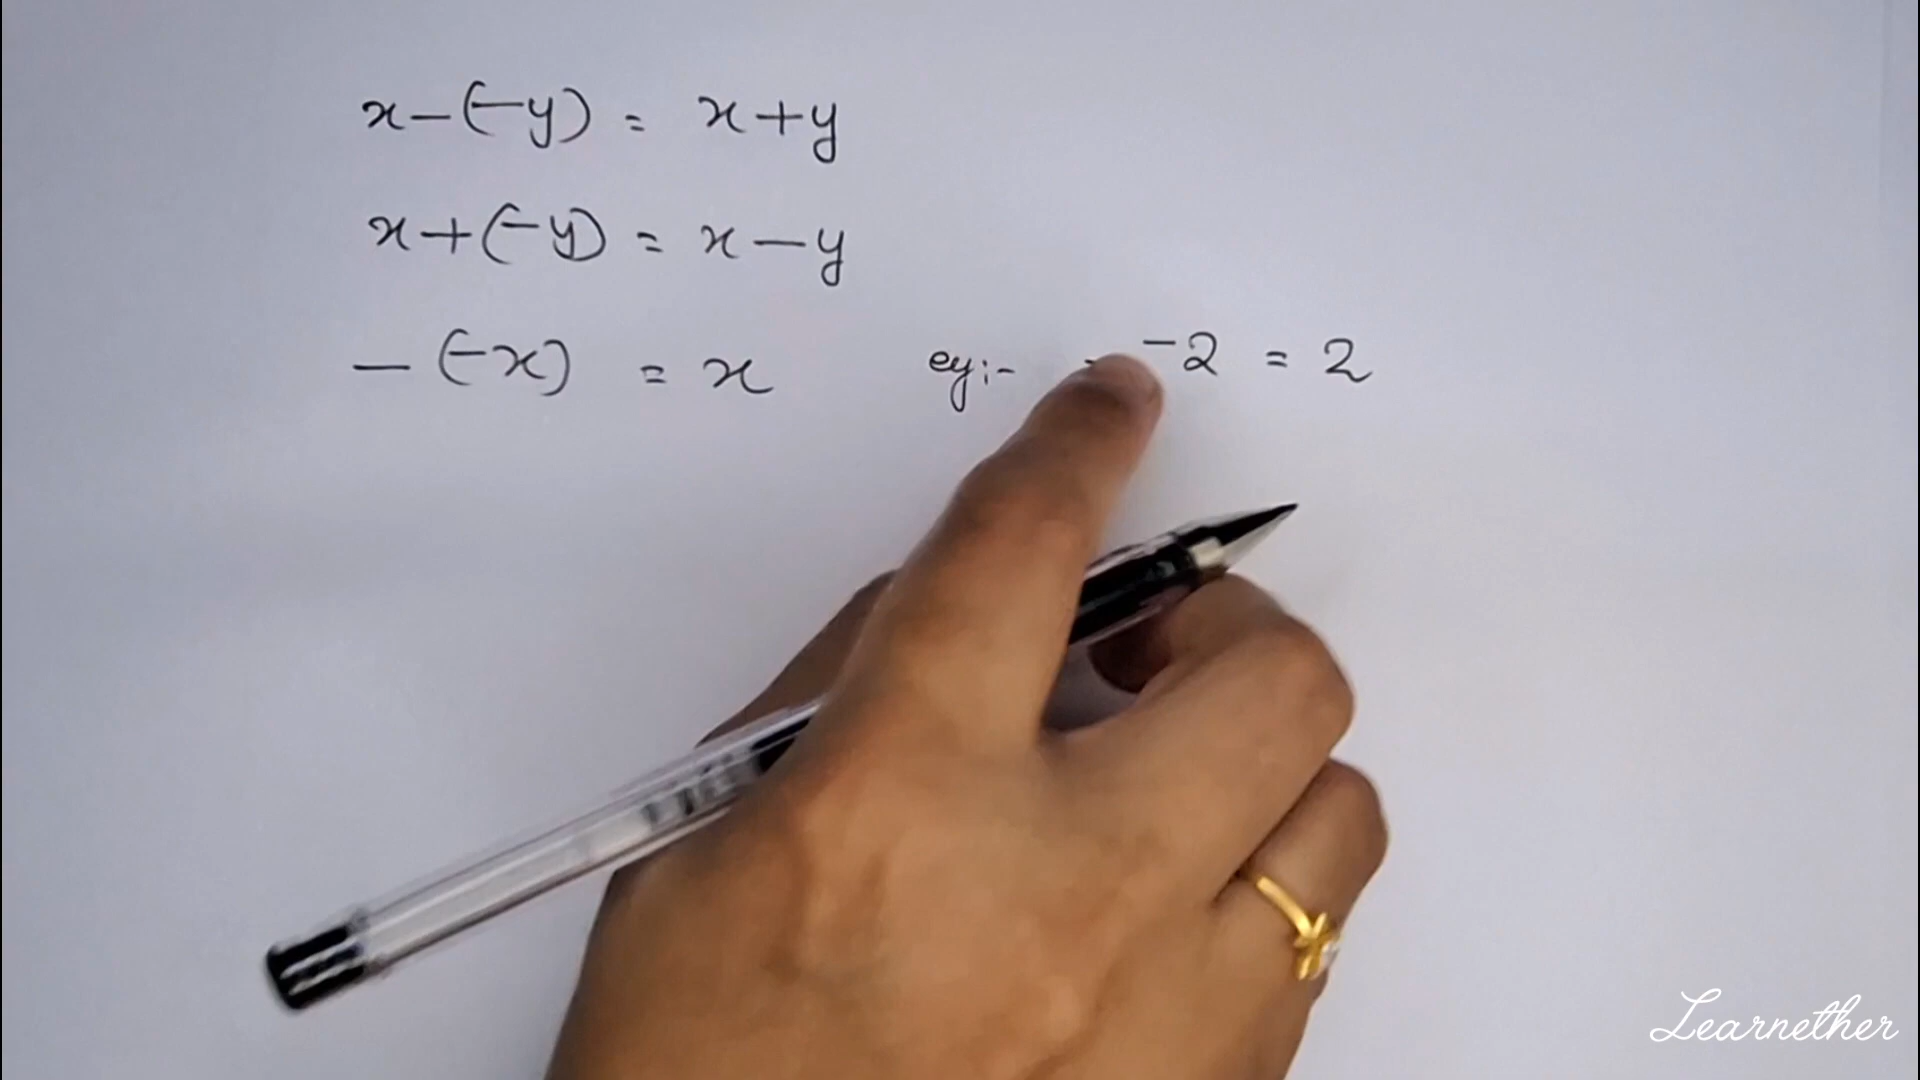 x-(-y) = x+y
x+(-y) = x-y
-(-x) = x eg:- - -2 = 2
Learnether